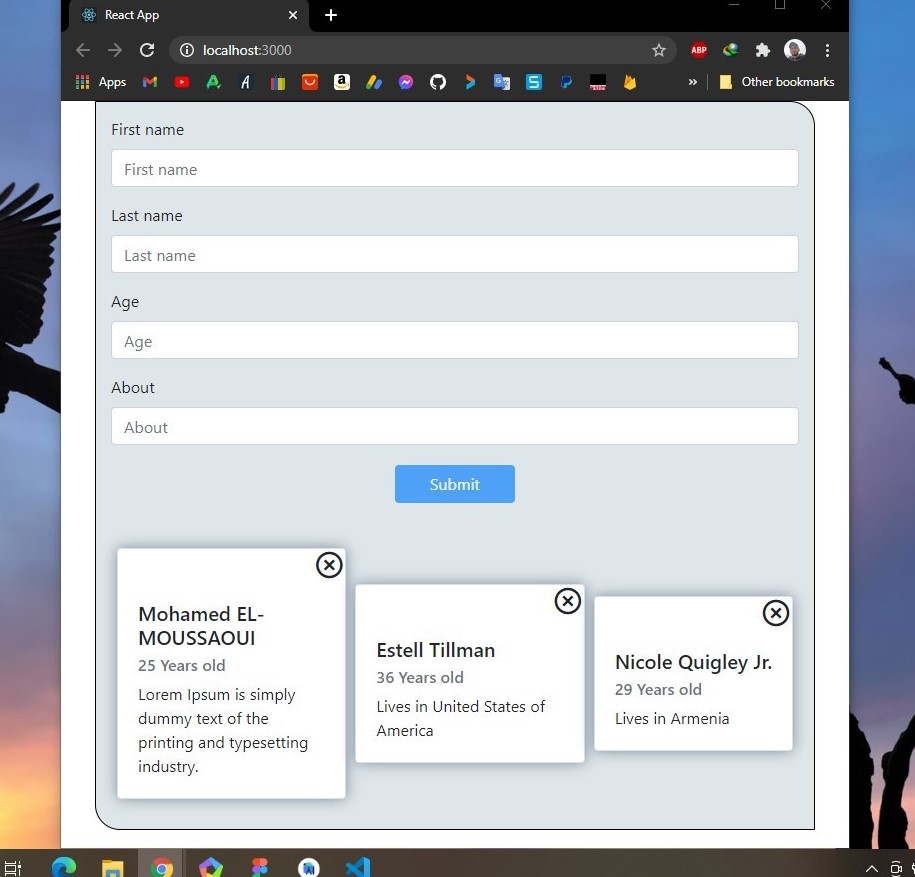 React App
localhost:3000
ABP
Apps
Other bookmarks
First name
First name
Last name
Last name
Age
Age
About
About
Submit
Mohamed EL-
MOUSSAOUI
25 Years old
Lorem Ipsum is simply
dummy text of the
printing and typesetting
industry.
Estell Tillman
36 Years old
Lives in United States of
America
Nicole Quigley Jr.
29 Years old
Lives in Armenia